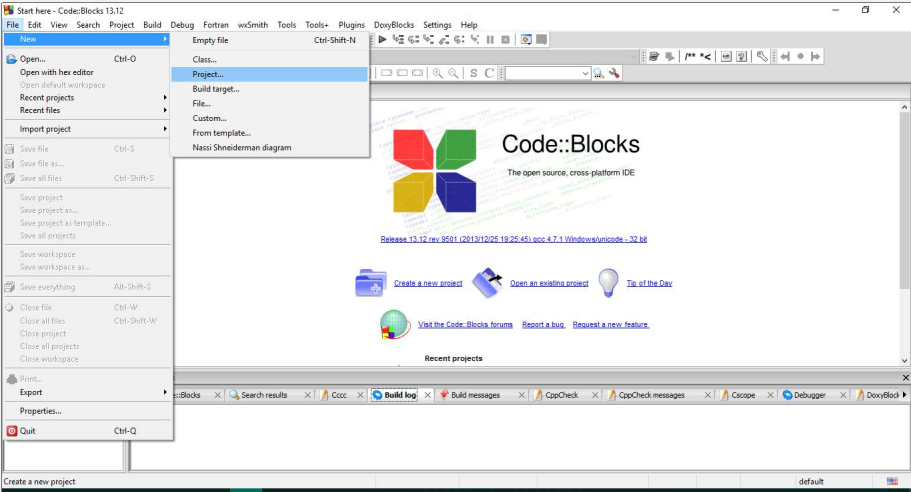 Start here - Code::Blocks 13.12
File Edit View Search Project Build Debug Fortran wxSmith Tools Tools+ Plugins DoxyBlocks Settings Help
New
Empty file Ctrl-Shift-N
Class...
Project...
Build target...
File...
Custom...
From template...
Nassi Shneiderman diagram
Open... Ctrl-O
Open with hex editor
Open default workspace
Recent projects
Recent files
Import project
Save file Ctrl-S
Save file as...
Save all files Ctrl-Shift-S
Save project
Save project as...
Save project as template...
Save all projects
Save workspace
Save workspace as...
Save everything Alt-Shift-S
Close file Ctrl-W
Close all files Ctrl-Shift-W
Close project
Close all projects
Close workspace
Print...
Export
Properties...
Quit Ctrl-Q
/** *<
S C
Code::Blocks
The open source, cross-platform IDE
Release 13.12 rev 9501 (2013/12/25 19:25:45) gcc 4.7.1 Windows/unicode - 32 bit
Create a new project Open an existing project Tip of the Day
Visit the Code::Blocks forums Report a bug Request a new feature
Recent projects
::Blocks Search results Cccc Build log Build messages CppCheck CppCheck messages Cscope Debugger DoxyBlock
Create a new project default